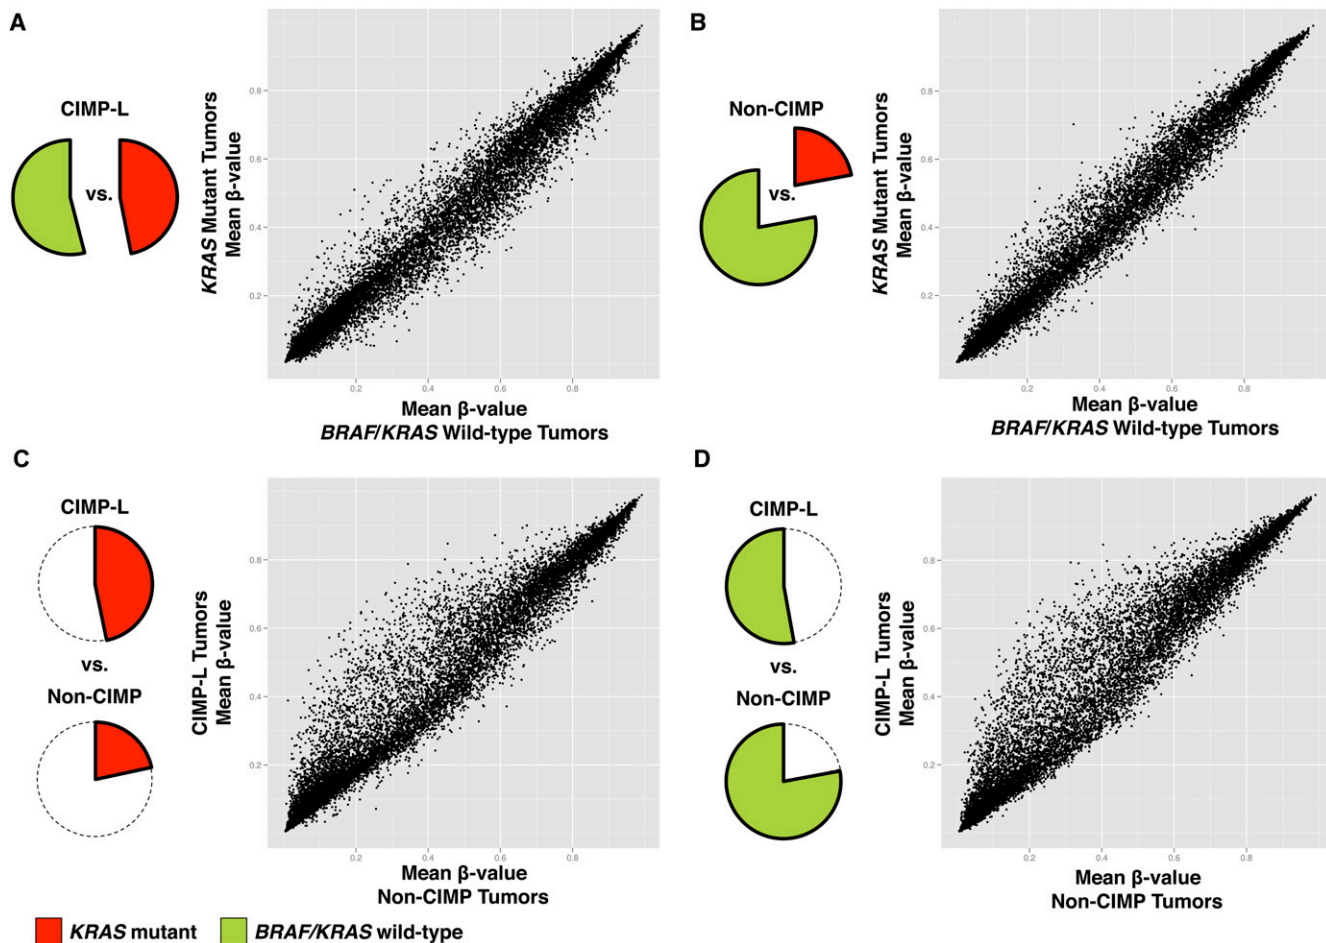 A
CIMP-L
vs.
KRAS Mutant Tumors
Mean β-value
0.8
0.6
0.4
0.2
0.2
0.4
0.6
0.8
Mean β-value
BRAF/KRAS Wild-type Tumors
B
Non-CIMP
vs.
KRAS Mutant Tumors
Mean β-value
0.8
0.6
0.4
0.2
0.2
0.4
0.6
0.8
Mean β-value
BRAF/KRAS Wild-type Tumors
C
CIMP-L
vs.
Non-CIMP
CIMP-L Tumors
Mean β-value
0.8
0.6
0.4
0.2
0.2
0.4
0.6
0.8
Mean β-value
Non-CIMP Tumors
D
CIMP-L
vs.
Non-CIMP
CIMP-L Tumors
Mean β-value
0.8
0.6
0.4
0.2
0.2
0.4
0.6
0.8
Mean β-value
Non-CIMP Tumors
KRAS mutant
BRAF/KRAS wild-type